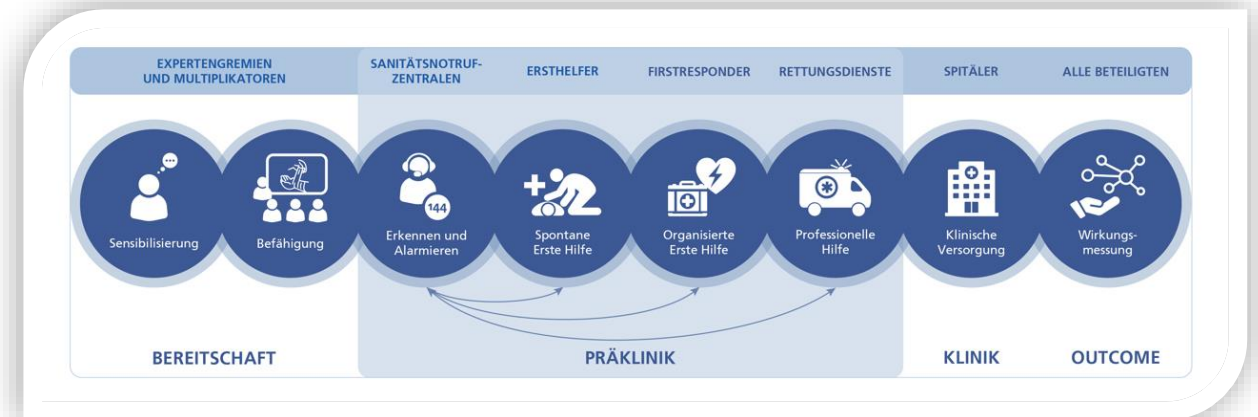 EXPERTENGREMIEN
UND MULTIPLIKATOREN
SANITÄTSNOTRUF-
ZENTRALEN
ERSTHELFER
FIRSTRESPONDER
RETTUNGSDIENSTE
SPITÄLER
ALLE BETEILIGTEN
Sensibilisierung
Befähigung
144
Erkennen und
Alarmieren
Spontane
Erste Hilfe
Organisierte
Erste Hilfe
Professionelle
Hilfe
Klinische
Versorgung
Wirkungs-
messung
BEREITSCHAFT
PRÄKLINIK
KLINIK
OUTCOME